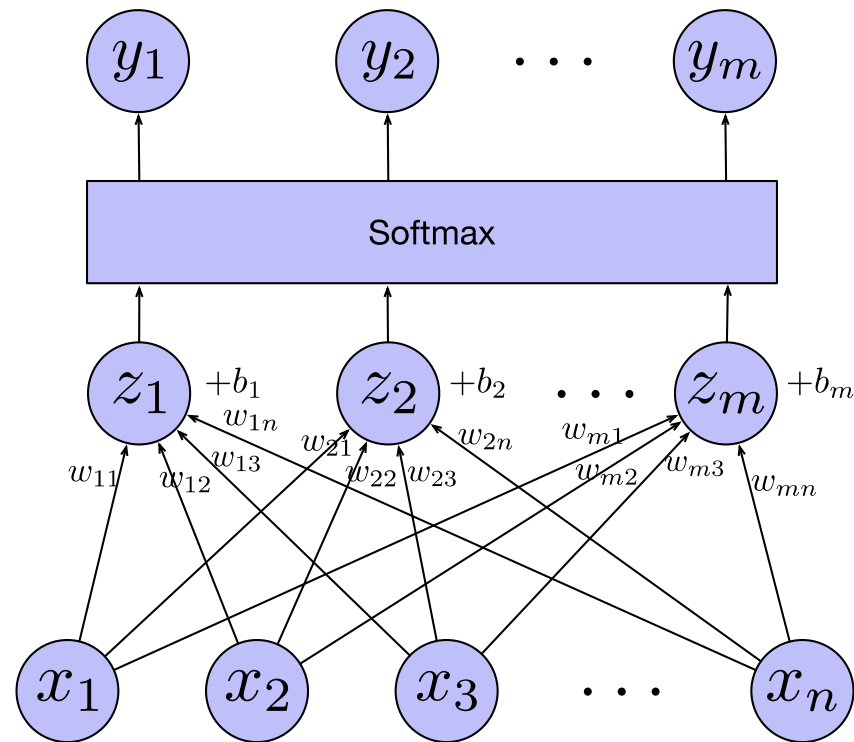 y₁ y₂ ... yₘ
Softmax
z₁ +b₁ z₂ +b₂ ... zₘ +bₘ
w₁ₙ w₂₁ w₂ₙ wₘ₁
w₁₁ w₁₂ w₁₃ w₂₂ w₂₃ wₘ₂ wₘ₃ wₘₙ
x₁ x₂ x₃ ... xₙ